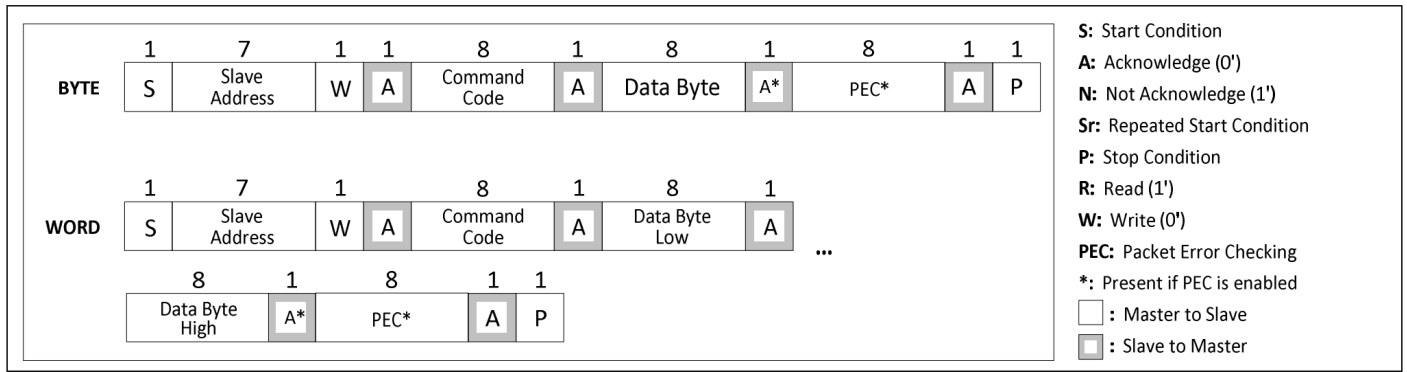 1 7 1 1 8 1 8 1 8 1 1
BYTE S Slave Address W A Command Code A Data Byte A* PEC* A P
1 7 1 8 1 8 1
WORD S Slave Address W A Command Code A Data Byte Low A ...
8 1 8 1 1
Data Byte High A* PEC* A P
S: Start Condition
A: Acknowledge (0')
N: Not Acknowledge (1')
Sr: Repeated Start Condition
P: Stop Condition
R: Read (1')
W: Write (0')
PEC: Packet Error Checking
*: Present if PEC is enabled
: Master to Slave
: Slave to Master